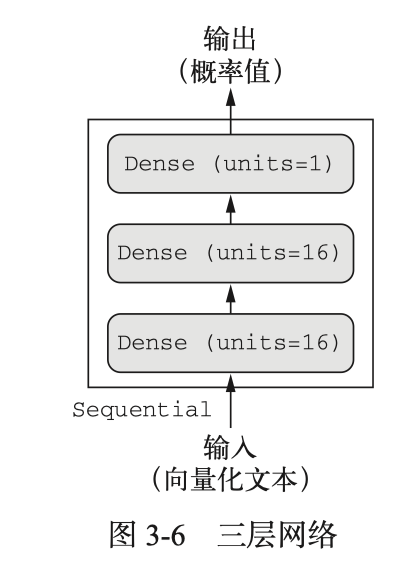 输出
（概率值）
Dense (units=1)
Dense (units=16)
Dense (units=16)
Sequential
输入
（向量化文本）
图 3-6 三层网络